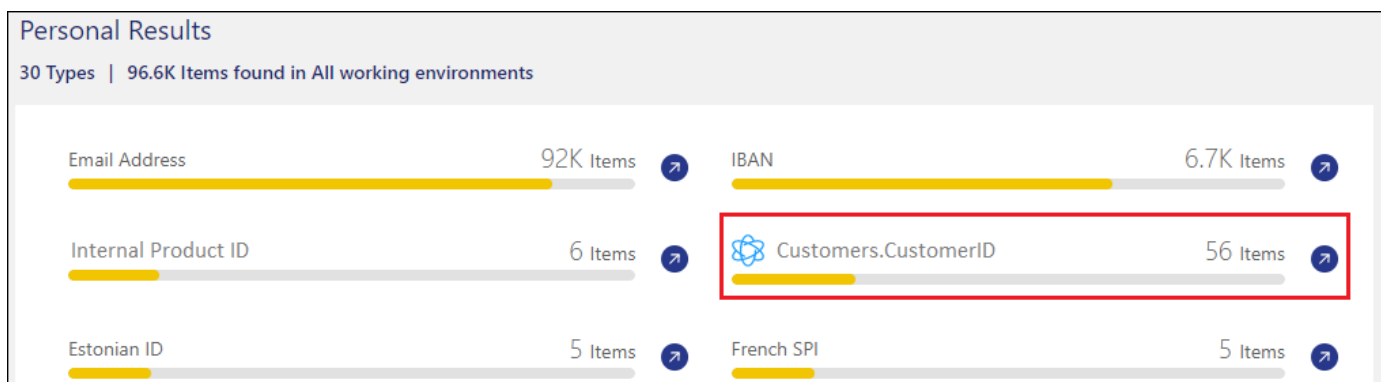 Personal Results
30 Types | 96.6K Items found in All working environments
Email Address 92K Items
IBAN 6.7K Items
Internal Product ID 6 Items
Customers.CustomerID 56 Items
Estonian ID 5 Items
French SPI 5 Items